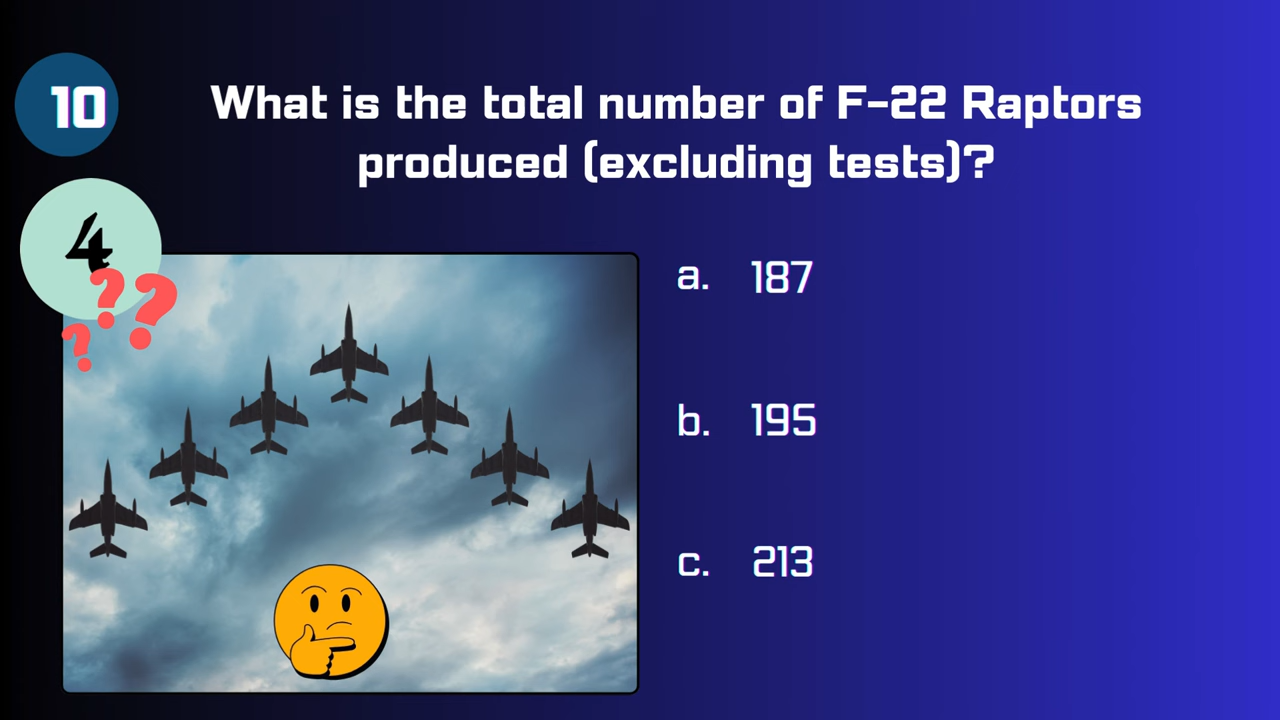 10
What is the total number of F-22 Raptors
produced (excluding tests)?
4
???
a. 187
b. 195
c. 213